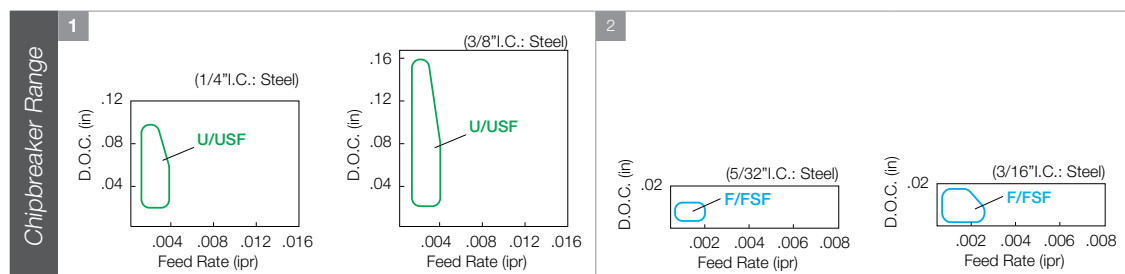 Chipbreaker Range
1
(1/4"I.C.: Steel)
.12
.08
.04
D.O.C. (in)
U/USF
.004 .008 .012 .016
Feed Rate (ipr)
(3/8"I.C.: Steel)
.16
.12
.08
.04
D.O.C. (in)
U/USF
.004 .008 .012 .016
Feed Rate (ipr)
2
(5/32"I.C.: Steel)
.02
D.O.C. (in)
F/FSF
.002 .004 .006 .008
Feed Rate (ipr)
(3/16"I.C.: Steel)
.02
D.O.C. (in)
F/FSF
.002 .004 .006 .008
Feed Rate (ipr)